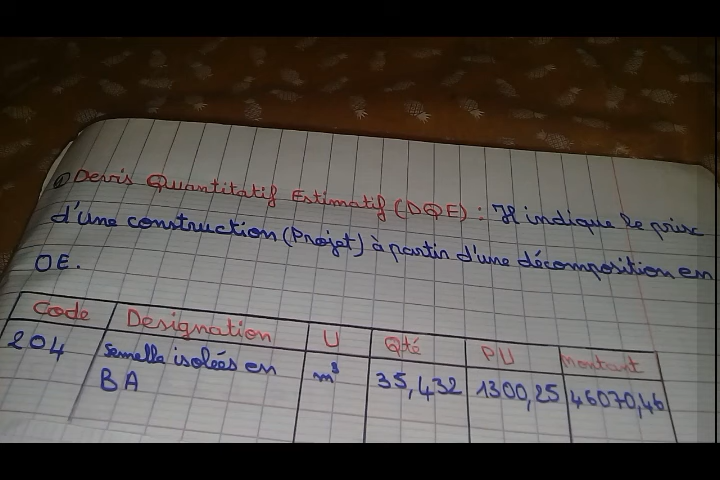 Devis Quantitatif Estimatif (DQE) : Il indique le prix
d'une construction (Projet) à partir d'une décomposition en
OE.
Code Designation U Qté PU Montant
204 Semelle isolées en m³ 35,432 1300,25 46070,46
BA